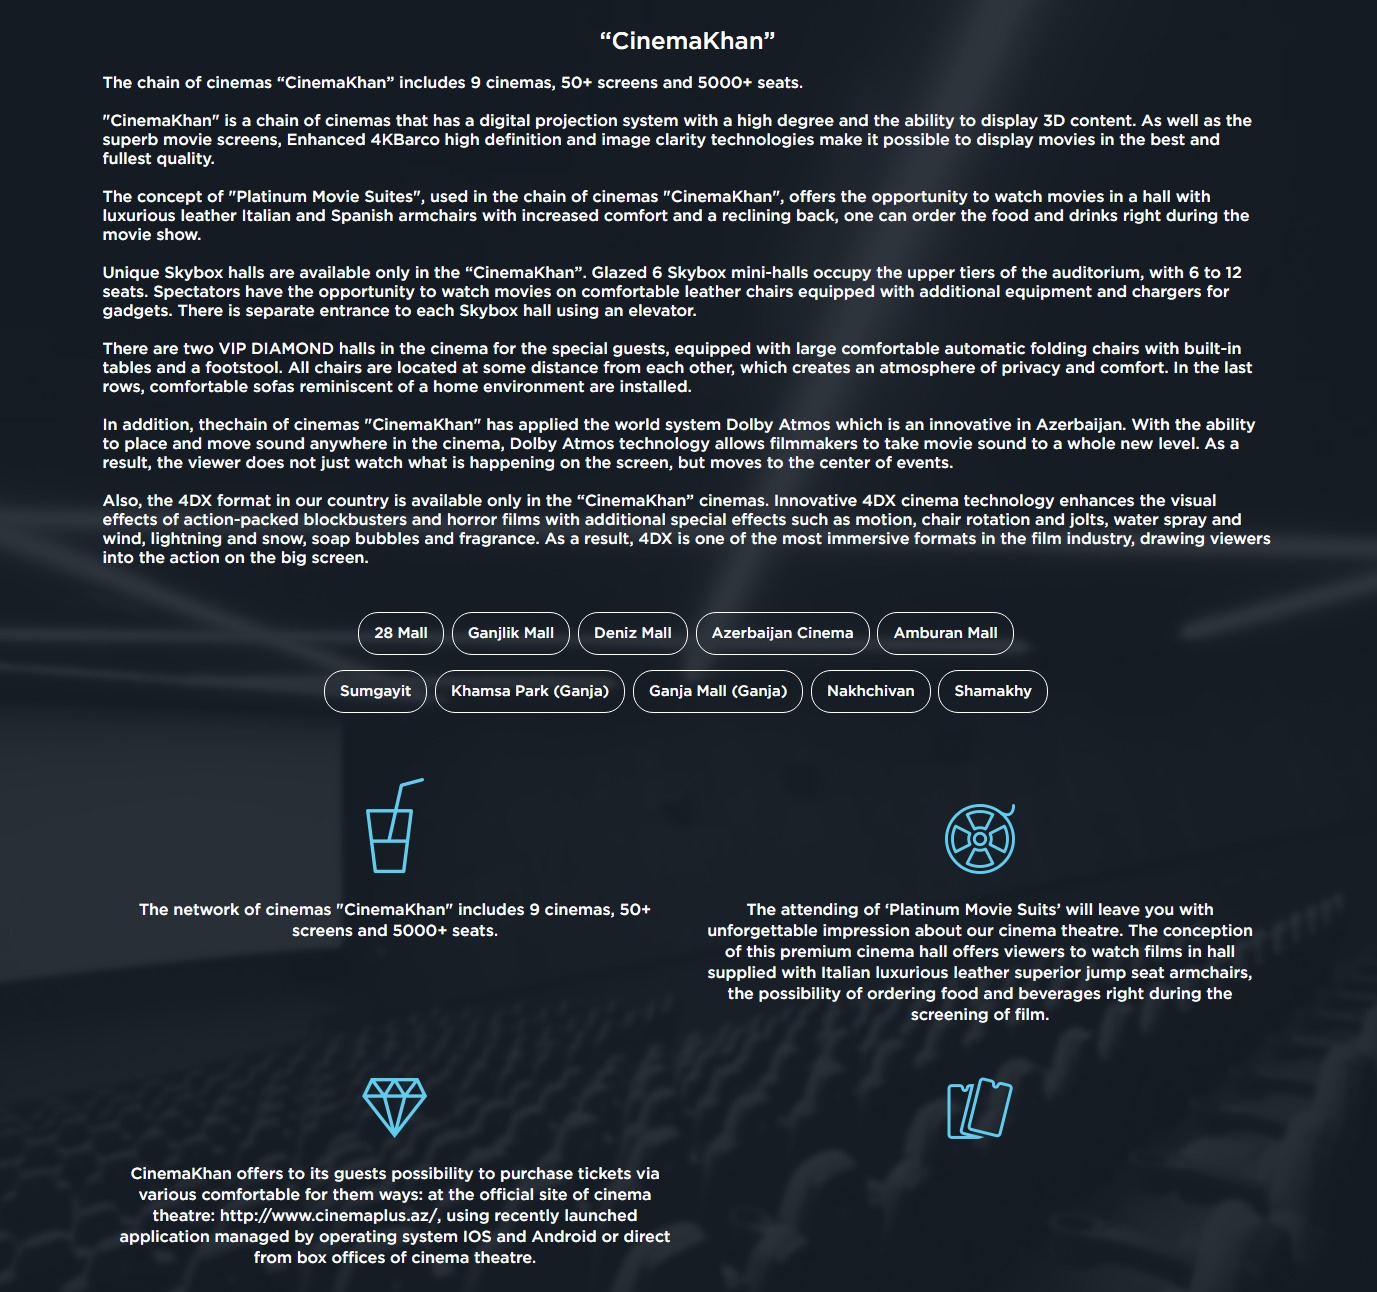 “CinemaKhan”
The chain of cinemas “CinemaKhan” includes 9 cinemas, 50+ screens and 5000+ seats.
"CinemaKhan" is a chain of cinemas that has a digital projection system with a high degree and the ability to display 3D content. As well as the
superb movie screens, Enhanced 4KBarco high definition and image clarity technologies make it possible to display movies in the best and
fullest quality.
The concept of "Platinum Movie Suites", used in the chain of cinemas "CinemaKhan", offers the opportunity to watch movies in a hall with
luxurious leather Italian and Spanish armchairs with increased comfort and a reclining back, one can order the food and drinks right during the
movie show.
Unique Skybox halls are available only in the “CinemaKhan”. Glazed 6 Skybox mini-halls occupy the upper tiers of the auditorium, with 6 to 12
seats. Spectators have the opportunity to watch movies on comfortable leather chairs equipped with additional equipment and chargers for
gadgets. There is separate entrance to each Skybox hall using an elevator.
There are two VIP DIAMOND halls in the cinema for the special guests, equipped with large comfortable automatic folding chairs with built-in
tables and a footstool. All chairs are located at some distance from each other, which creates an atmosphere of privacy and comfort. In the last
rows, comfortable sofas reminiscent of a home environment are installed.
In addition, thechain of cinemas "CinemaKhan" has applied the world system Dolby Atmos which is an innovative in Azerbaijan. With the ability
to place and move sound anywhere in the cinema, Dolby Atmos technology allows filmmakers to take movie sound to a whole new level. As a
result, the viewer does not just watch what is happening on the screen, but moves to the center of events.
Also, the 4DX format in our country is available only in the “CinemaKhan” cinemas. Innovative 4DX cinema technology enhances the visual
effects of action-packed blockbusters and horror films with additional special effects such as motion, chair rotation and jolts, water spray and
wind, lightning and snow, soap bubbles and fragrance. As a result, 4DX is one of the most immersive formats in the film industry, drawing viewers
into the action on the big screen.
28 Mall Ganjlik Mall Deniz Mall Azerbaijan Cinema Amburan Mall
Sumgayit Khamsa Park (Ganja) Ganja Mall (Ganja) Nakhchivan Shamakhy
The network of cinemas "CinemaKhan" includes 9 cinemas, 50+
screens and 5000+ seats.
The attending of ‘Platinum Movie Suits’ will leave you with
unforgettable impression about our cinema theatre. The conception
of this premium cinema hall offers viewers to watch films in hall
supplied with Italian luxurious leather superior jump seat armchairs,
the possibility of ordering food and beverages right during the
screening of film.
CinemaKhan offers to its guests possibility to purchase tickets via
various comfortable for them ways: at the official site of cinema
theatre: http://www.cinemaplus.az/, using recently launched
application managed by operating system IOS and Android or direct
from box offices of cinema theatre.